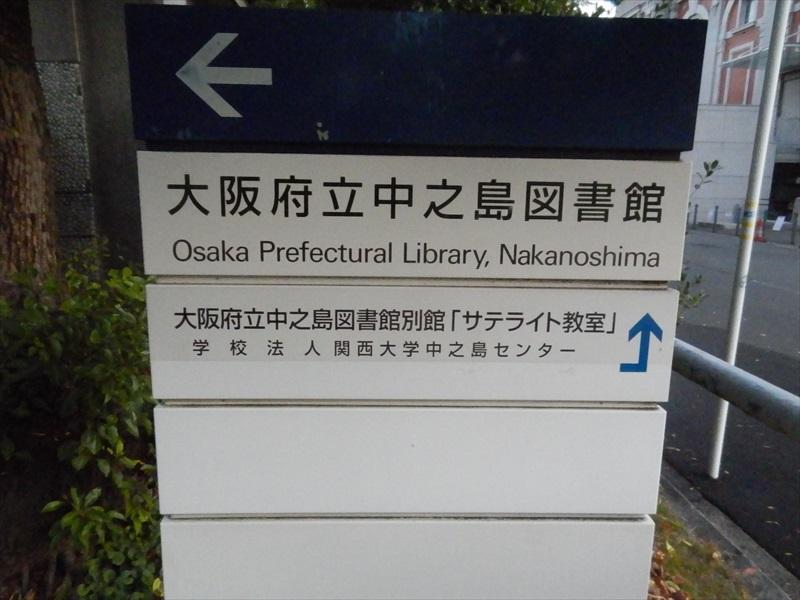 大阪府立中之島図書館
Osaka Prefectural Library, Nakanoshima
大阪府立中之島図書館別館「サテライト教室」
学校法人関西大学中之島センター